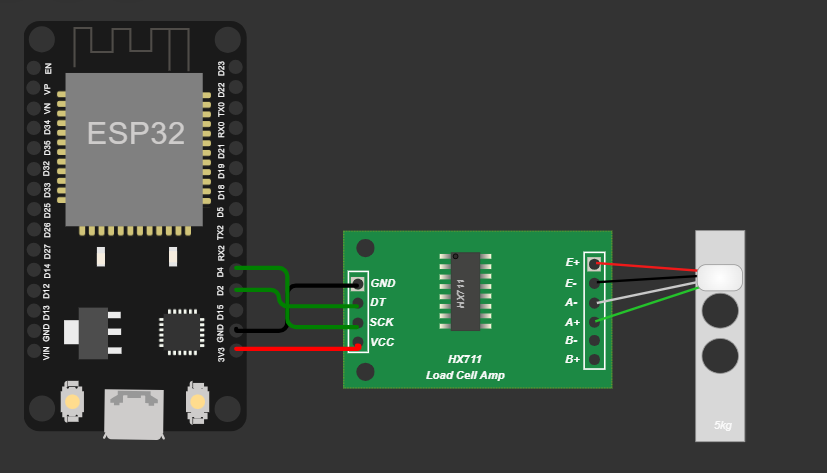 EN
VP
VN
D34
D35
D32
D33
D25
D26
D27
D14
D12
D13
GND
VIN
ESP32
D23
D22
TX0
RX0
D21
D19
D18
D5
TX2
RX2
D4
D2
D15
GND
3V3
GND
DT
SCK
VCC
HX711
HX711
Load Cell Amp
E+
E-
A-
A+
B-
B+
5kg